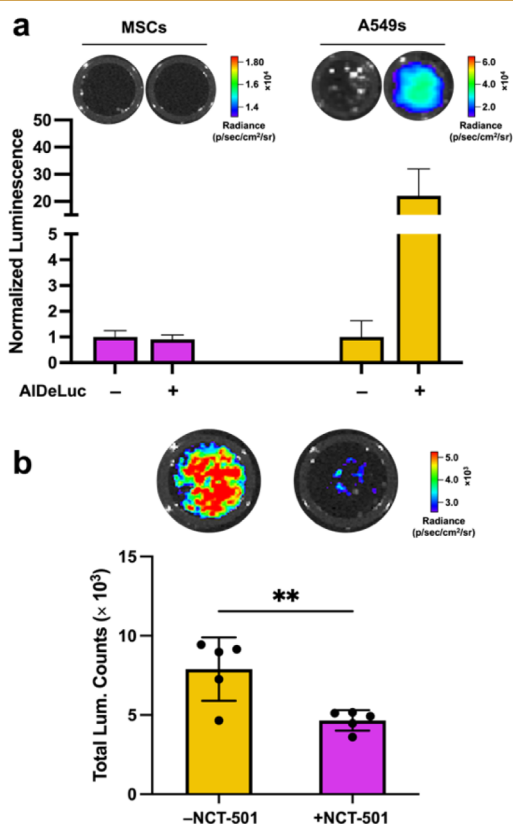 a
MSCs
A549s
1.80
1.6
1.4
×10⁴
Radiance
(p/sec/cm²/sr)
6.0
4.0
2.0
×10⁴
Radiance
(p/sec/cm²/sr)
Normalized Luminescence
50
40
30
20
5
4
3
2
1
0
AlDeLuc
–
+
–
+
b
5.0
4.0
3.0
×10³
Radiance
(p/sec/cm²/sr)
Total Lum. Counts (× 10³)
15
10
5
0
**
–NCT-501
+NCT-501